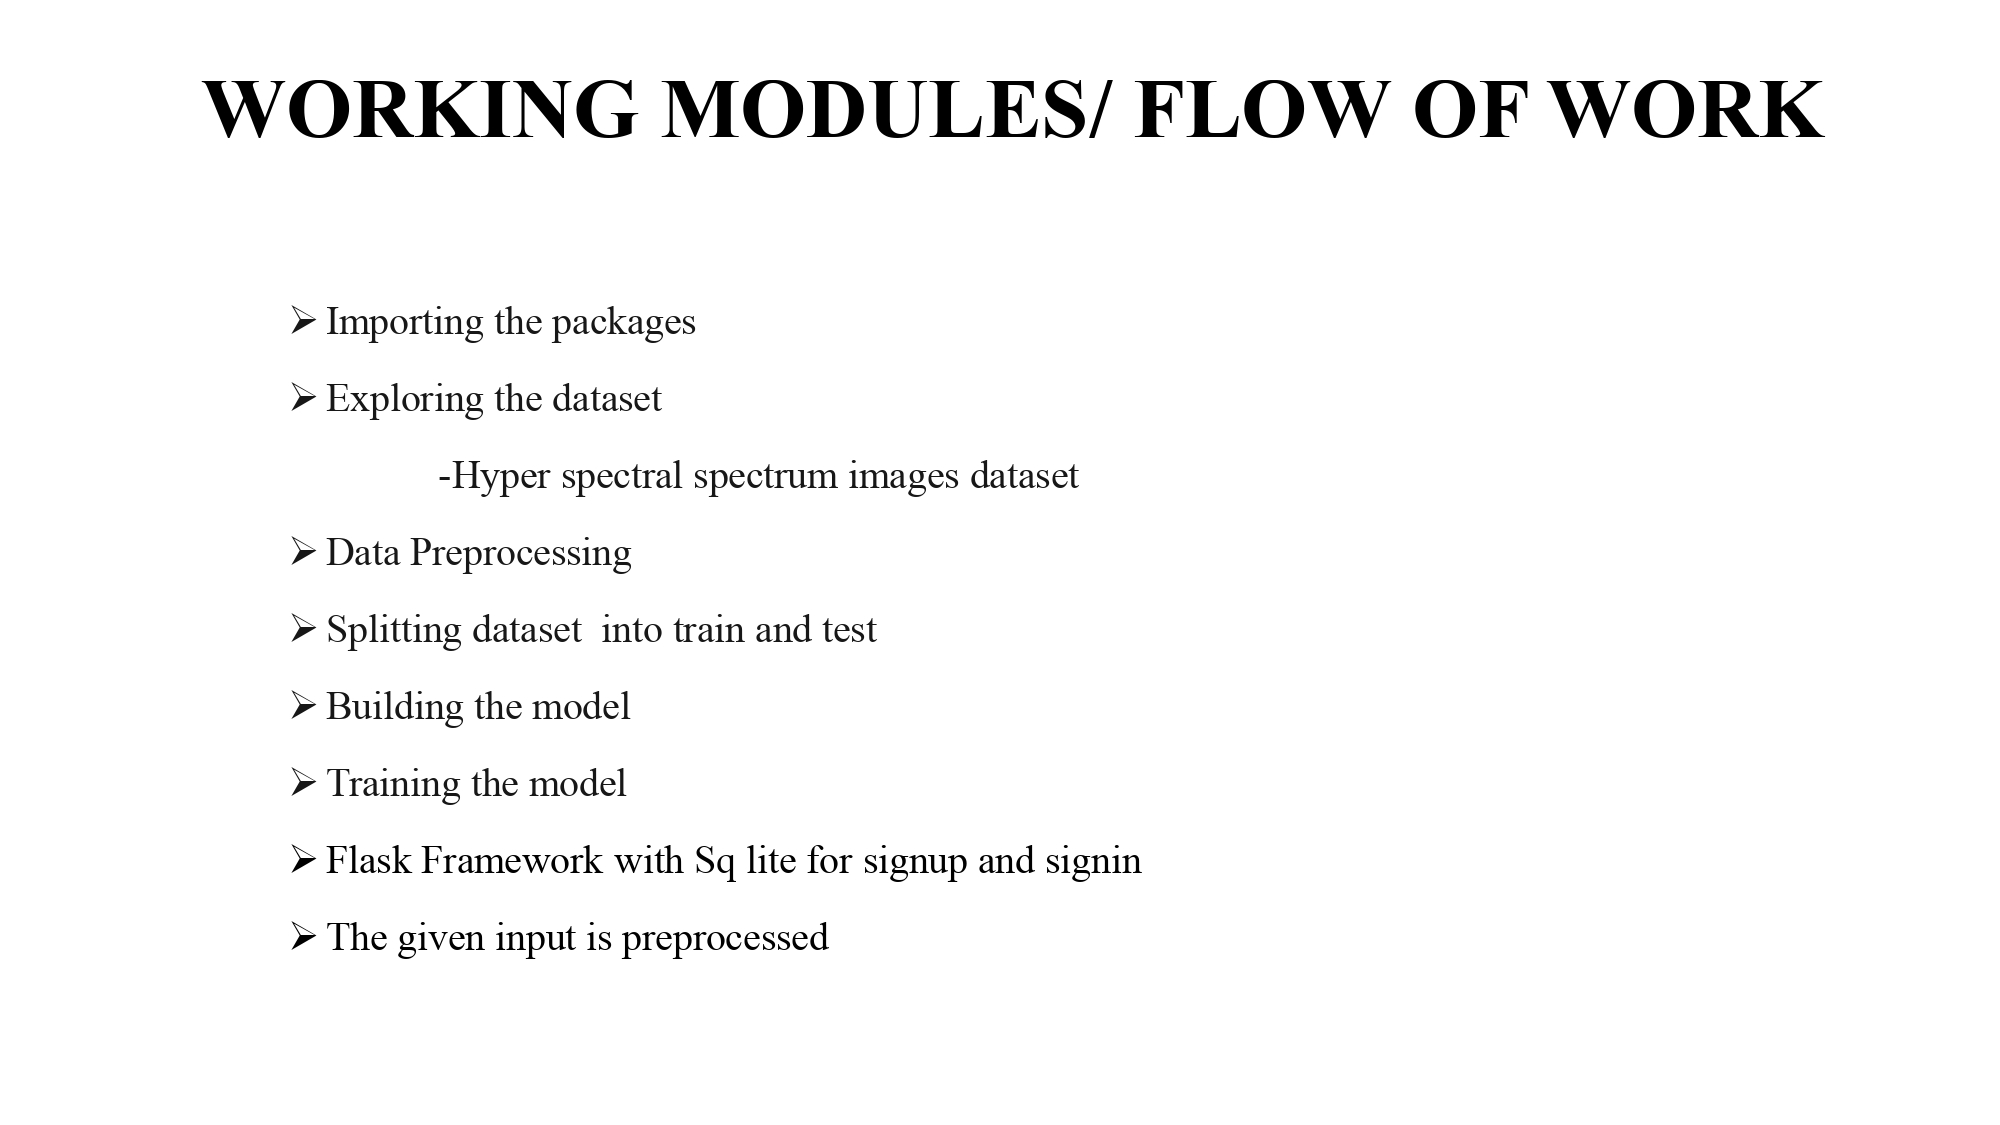 WORKING MODULES/ FLOW OF WORK
➢ Importing the packages
➢ Exploring the dataset
-Hyper spectral spectrum images dataset
➢ Data Preprocessing
➢ Splitting dataset  into train and test
➢ Building the model
➢ Training the model
➢ Flask Framework with Sq lite for signup and signin
➢ The given input is preprocessed